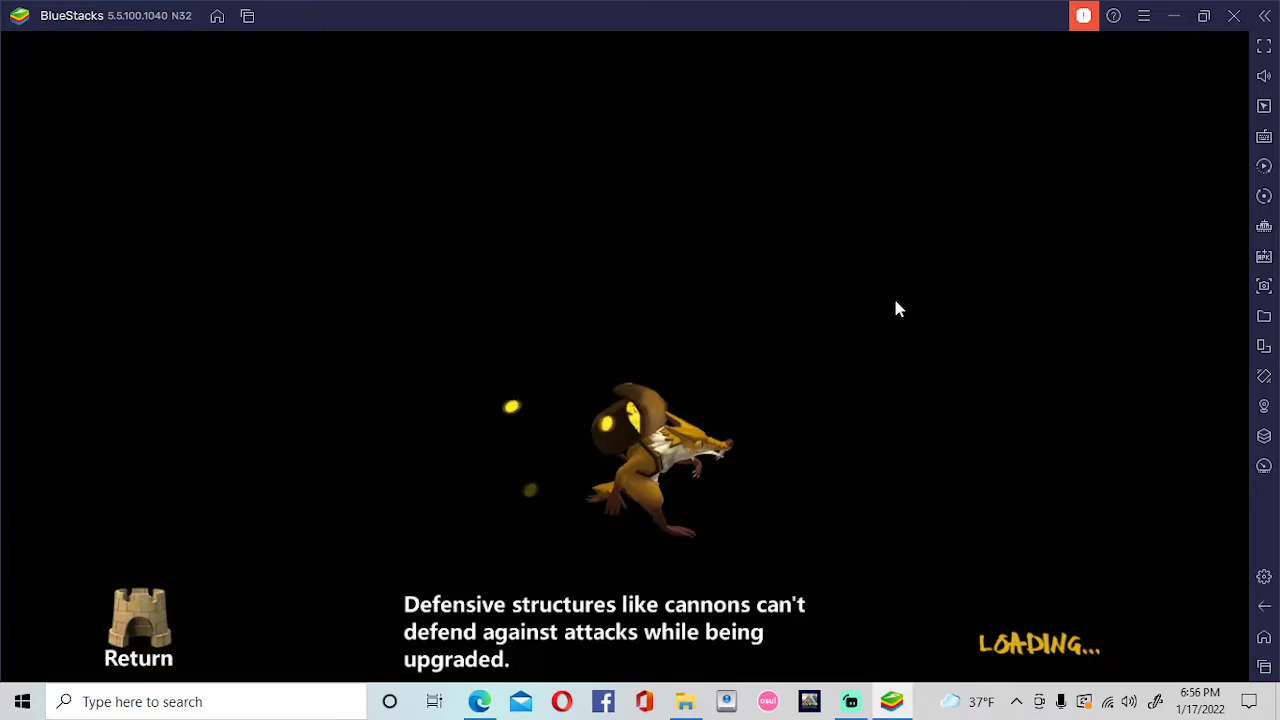 BlueStacks 5.5.100.1040 N32
Defensive structures like cannons can't
defend against attacks while being
upgraded.
Return
LOADING...
Type here to search
osu!
37°F
6:56 PM
1/17/2022